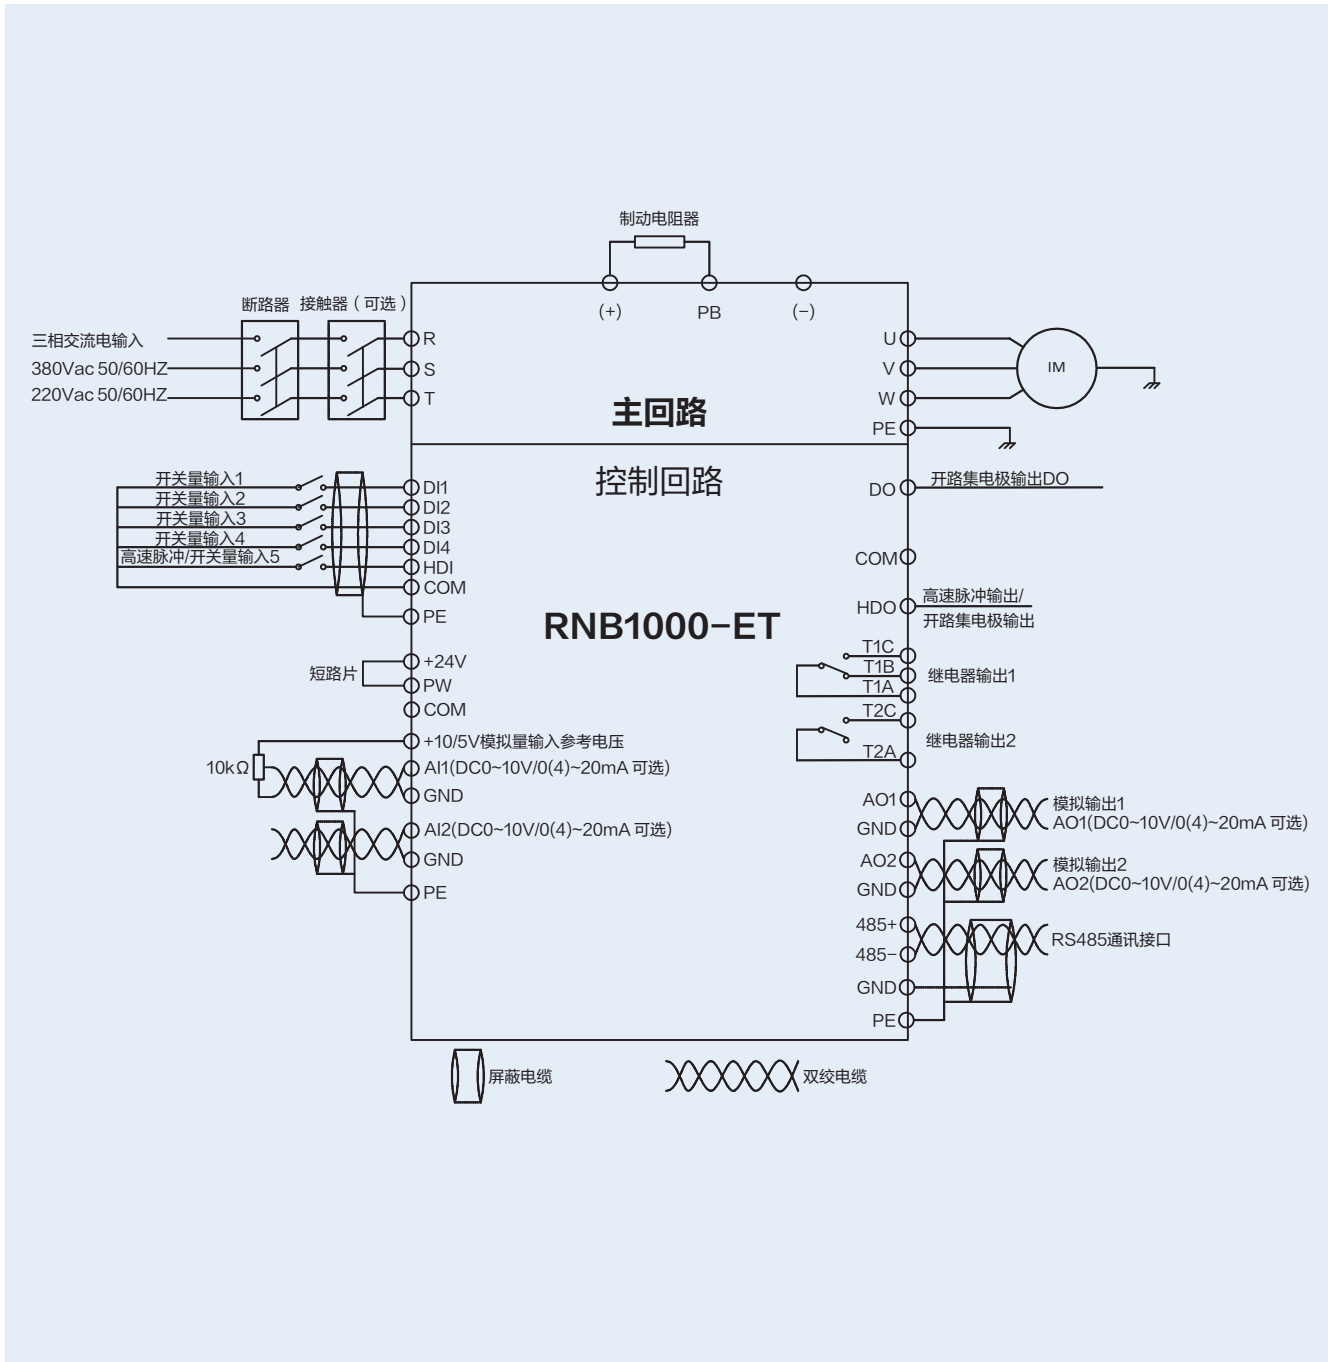 制动电阻器
(+)
PB
(−)
断路器
接触器（可选）
三相交流电输入
380Vac 50/60HZ
220Vac 50/60HZ
R
S
T
U
V
W
PE
IM
主回路
控制回路
RNB1000−ET
开关量输入1
开关量输入2
开关量输入3
开关量输入4
高速脉冲/开关量输入5
DI1
DI2
DI3
DI4
HDI
COM
PE
短路片
+24V
PW
COM
+10/5V模拟量输入参考电压
10kΩ
AI1(DC0~10V/0(4)~20mA 可选)
GND
AI2(DC0~10V/0(4)~20mA 可选)
GND
PE
DO
开路集电极输出DO
COM
HDO
高速脉冲输出/
开路集电极输出
T1C
T1B
T1A
继电器输出1
T2C
T2A
继电器输出2
AO1
GND
模拟输出1
AO1(DC0~10V/0(4)~20mA 可选)
AO2
GND
模拟输出2
AO2(DC0~10V/0(4)~20mA 可选)
485+
485−
RS485通讯接口
GND
PE
屏蔽电缆
双绞电缆